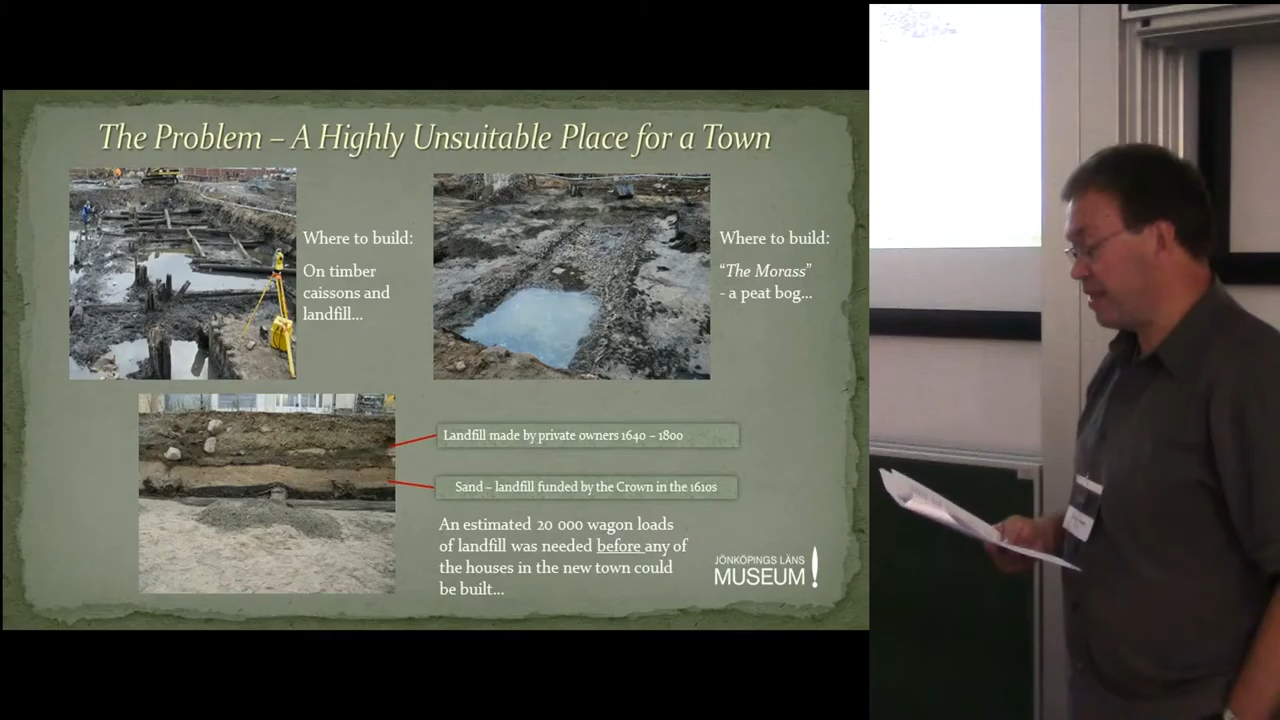 The Problem – A Highly Unsuitable Place for a Town
Where to build:
On timber
caissons and
landfill...
Where to build:
“The Morass”
- a peat bog...
Landfill made by private owners 1640 – 1800
Sand – landfill funded by the Crown in the 1610s
An estimated 20 000 wagon loads
of landfill was needed before any of
the houses in the new town could
be built...
JÖNKÖPINGS LÄNS
MUSEUM!